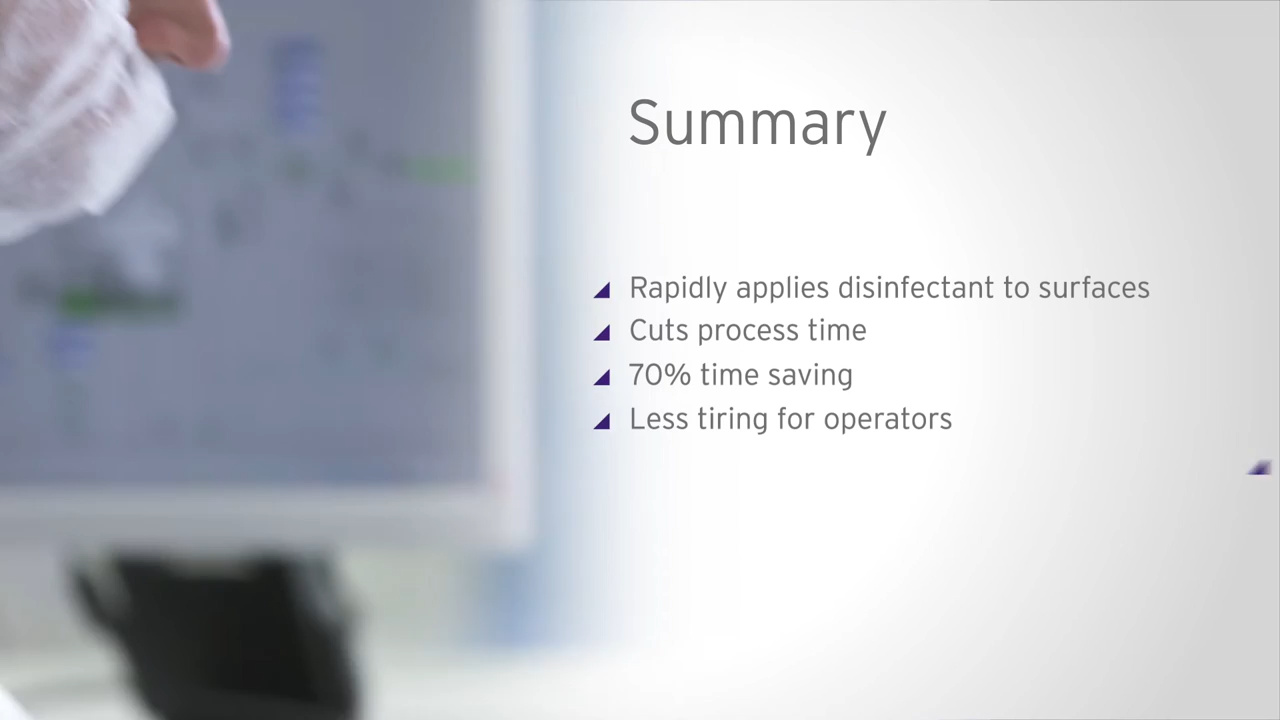 Summary
Rapidly applies disinfectant to surfaces
Cuts process time
70% time saving
Less tiring for operators